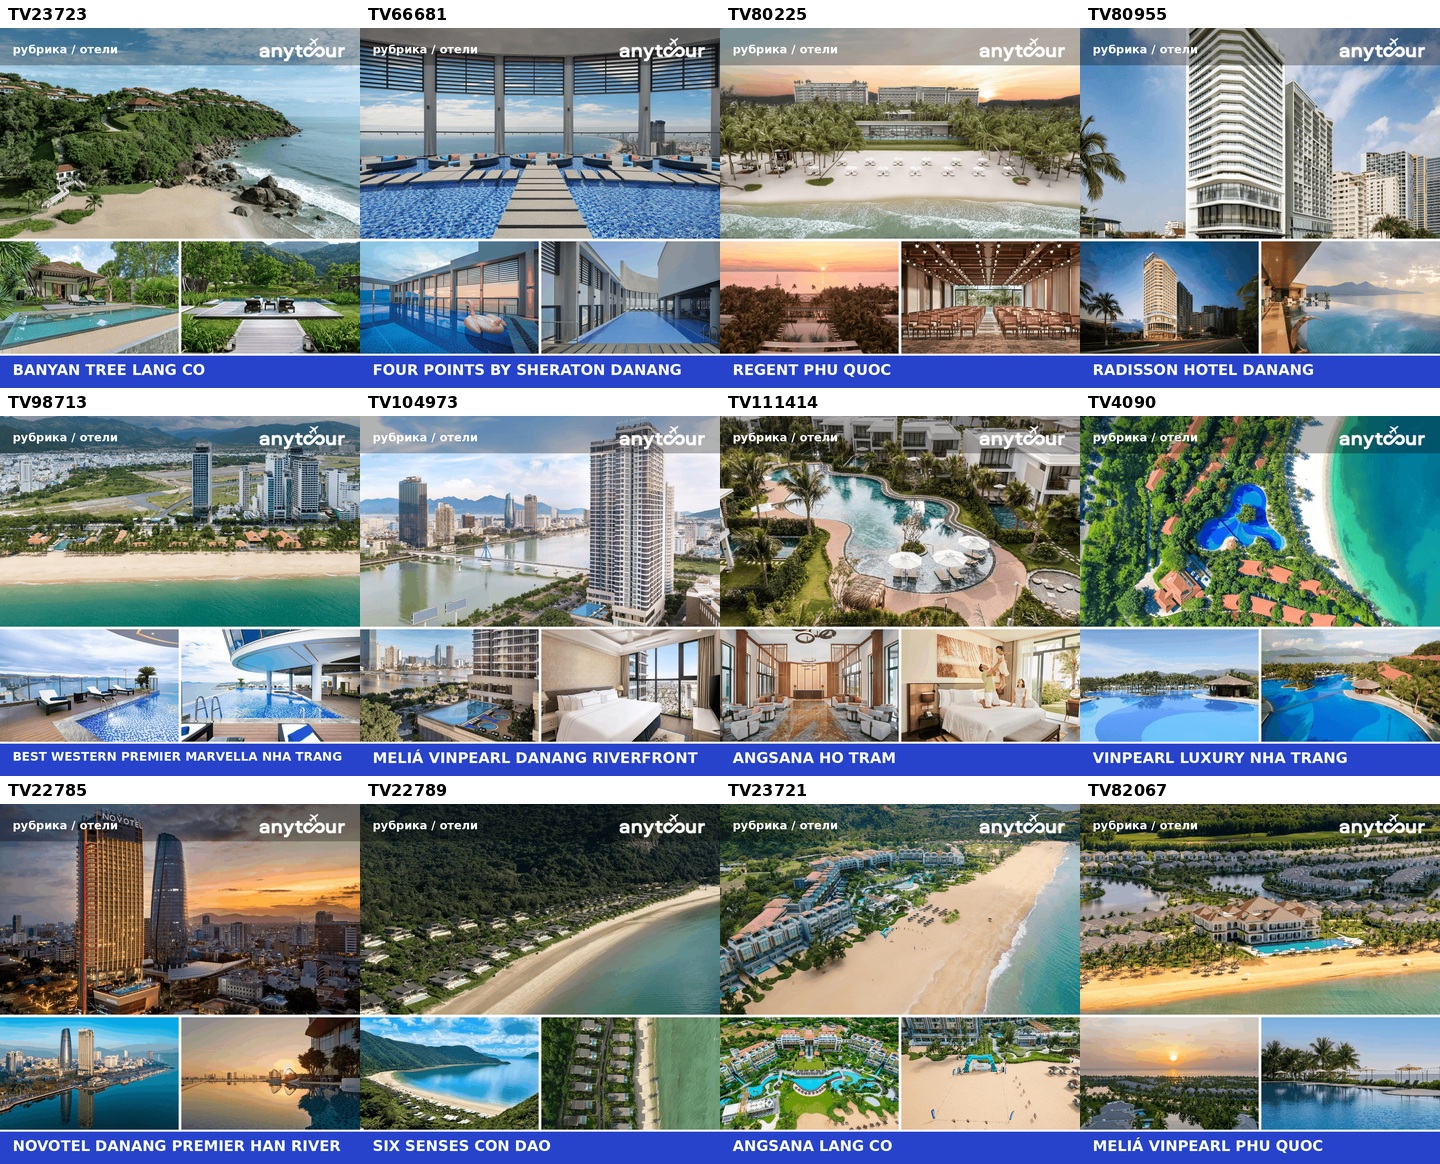 TV23723
TV66681
TV80225
TV80955
рубрика / отели
anytour
рубрика / отели
anytour
рубрика / отели
anytour
рубрика / отели
anytour
BANYAN TREE LANG CO
FOUR POINTS BY SHERATON DANANG
REGENT PHU QUOC
RADISSON HOTEL DANANG
TV98713
TV104973
TV111414
TV4090
рубрика / отели
anytour
рубрика / отели
anytour
рубрика / отели
anytour
рубрика / отели
anytour
BEST WESTERN PREMIER MARVELLA NHA TRANG
MELIÁ VINPEARL DANANG RIVERFRONT
ANGSANA HO TRAM
VINPEARL LUXURY NHA TRANG
TV22785
TV22789
TV23721
TV82067
NOVOTEL
рубрика / отели
anytour
рубрика / отели
anytour
рубрика / отели
anytour
рубрика / отели
anytour
NOVOTEL DANANG PREMIER HAN RIVER
SIX SENSES CON DAO
ANGSANA LANG CO
MELIÁ VINPEARL PHU QUOC